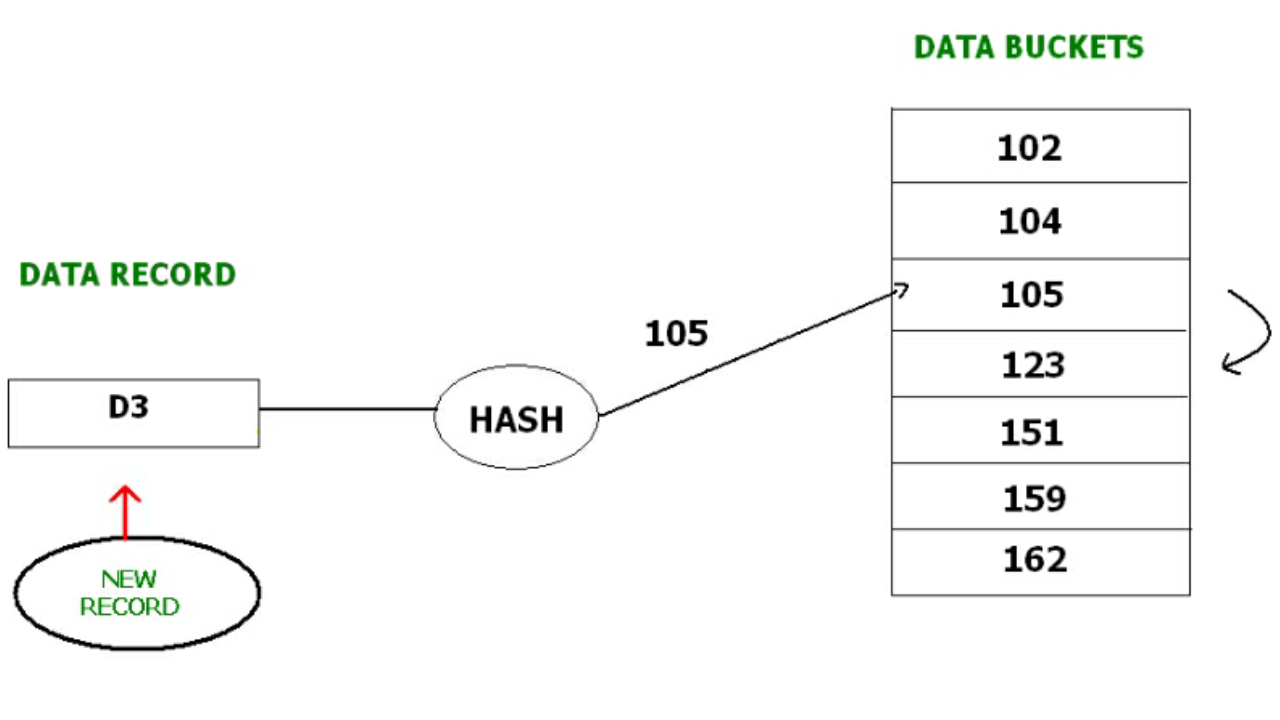 DATA BUCKETS
102
104
DATA RECORD
105
105
123
D3
HASH
151
159
162
NEW
RECORD